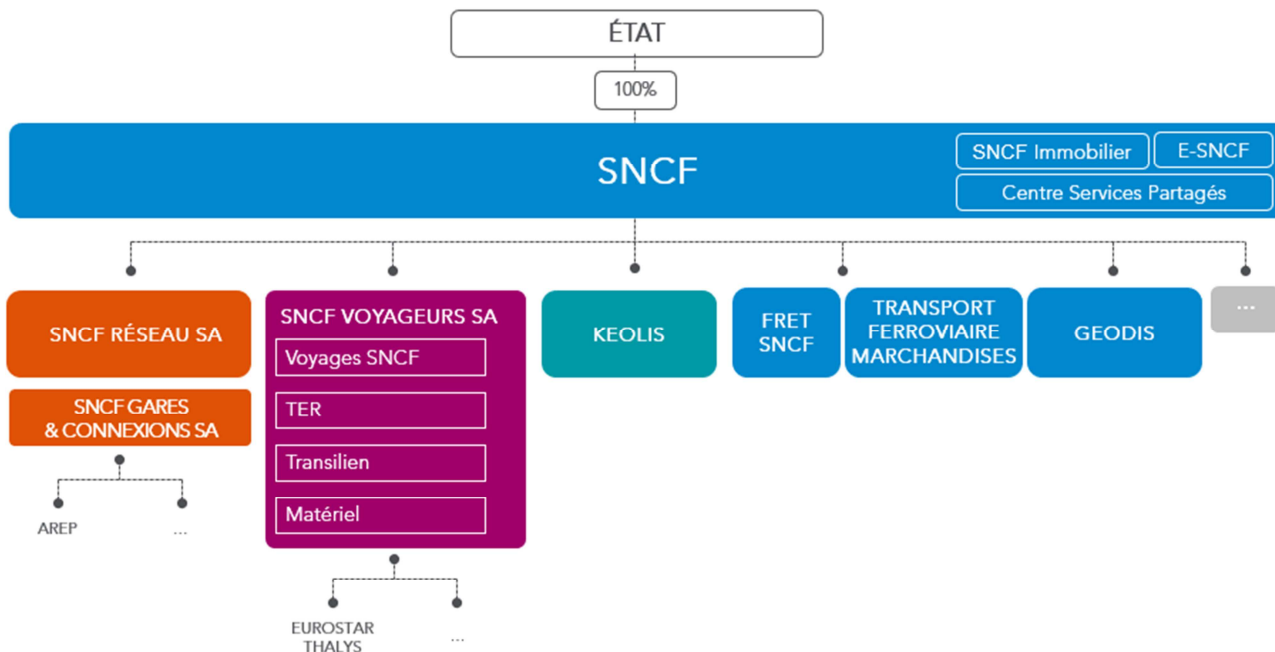 ÉTAT
100%
SNCF
SNCF Immobilier
E-SNCF
Centre Services Partagés
SNCF RÉSEAU SA
SNCF GARES
& CONNEXIONS SA
AREP
...
SNCF VOYAGEURS SA
Voyages SNCF
TER
Transilien
Matériel
EUROSTAR
THALYS
...
KEOLIS
FRET
SNCF
TRANSPORT
FERROVIAIRE
MARCHANDISES
GEODIS
...